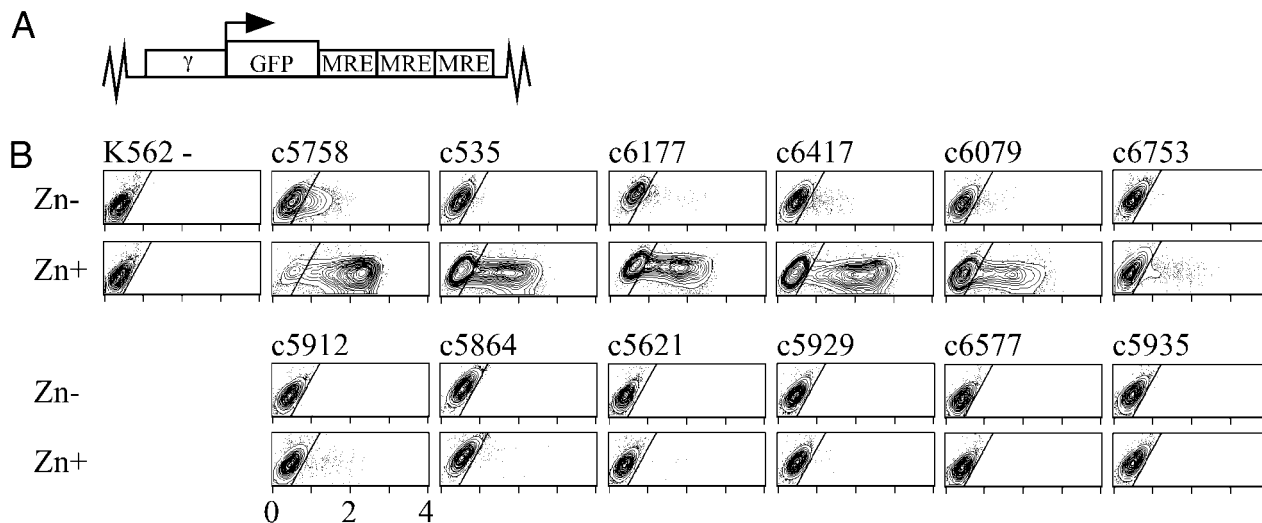 A
γ GFP MRE MRE MRE
B
K562 - c5758 c535 c6177 c6417 c6079 c6753
Zn-
Zn+
c5912 c5864 c5621 c5929 c6577 c5935
Zn-
Zn+
0 2 4